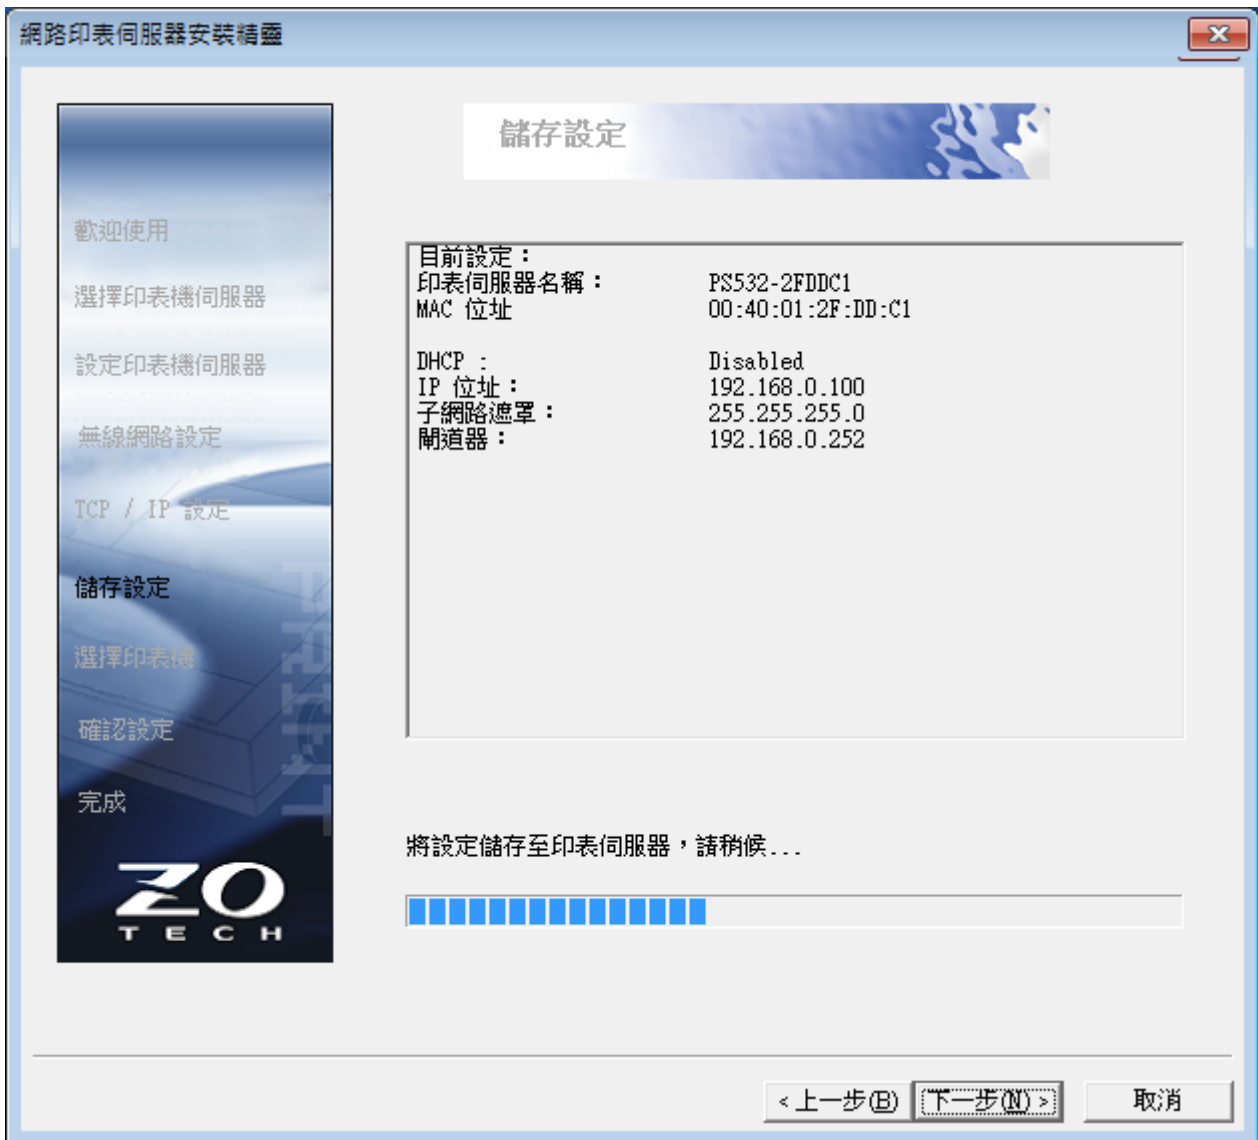 網路印表伺服器安裝精靈
儲存設定
歡迎使用
選擇印表機伺服器
設定印表機伺服器
無線網路設定
TCP / IP 設定
儲存設定
選擇印表機
確認設定
完成
PRINT
ZO
TECH
目前設定：
印表伺服器名稱： PS532-2FDDC1
MAC 位址 00:40:01:2F:DD:C1
DHCP : Disabled
IP 位址： 192.168.0.100
子網路遮罩： 255.255.255.0
閘道器： 192.168.0.252
將設定儲存至印表伺服器，請稍候...
<上一步(B) 下一步(N)> 取消